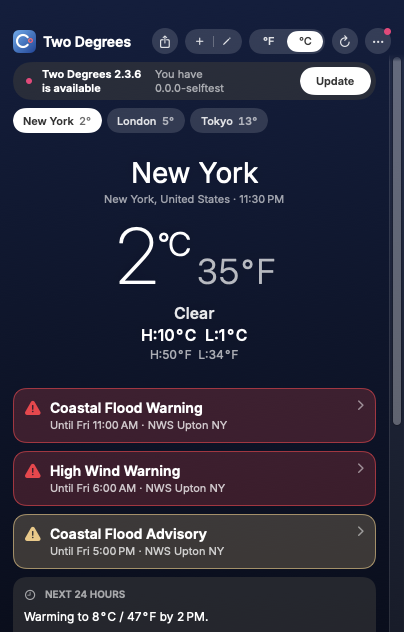 Two Degrees
°F
°C
Two Degrees 2.3.6
is available
You have
0.0.0-selftest
Update
New York 2°
London 5°
Tokyo 13°
New York
New York, United States · 11:30 PM
2°C 35°F
Clear
H:10°C L:1°C
H:50°F L:34°F
Coastal Flood Warning
Until Fri 11:00 AM · NWS Upton NY
High Wind Warning
Until Fri 6:00 AM · NWS Upton NY
Coastal Flood Advisory
Until Fri 5:00 PM · NWS Upton NY
NEXT 24 HOURS
Warming to 8°C / 47°F by 2 PM.